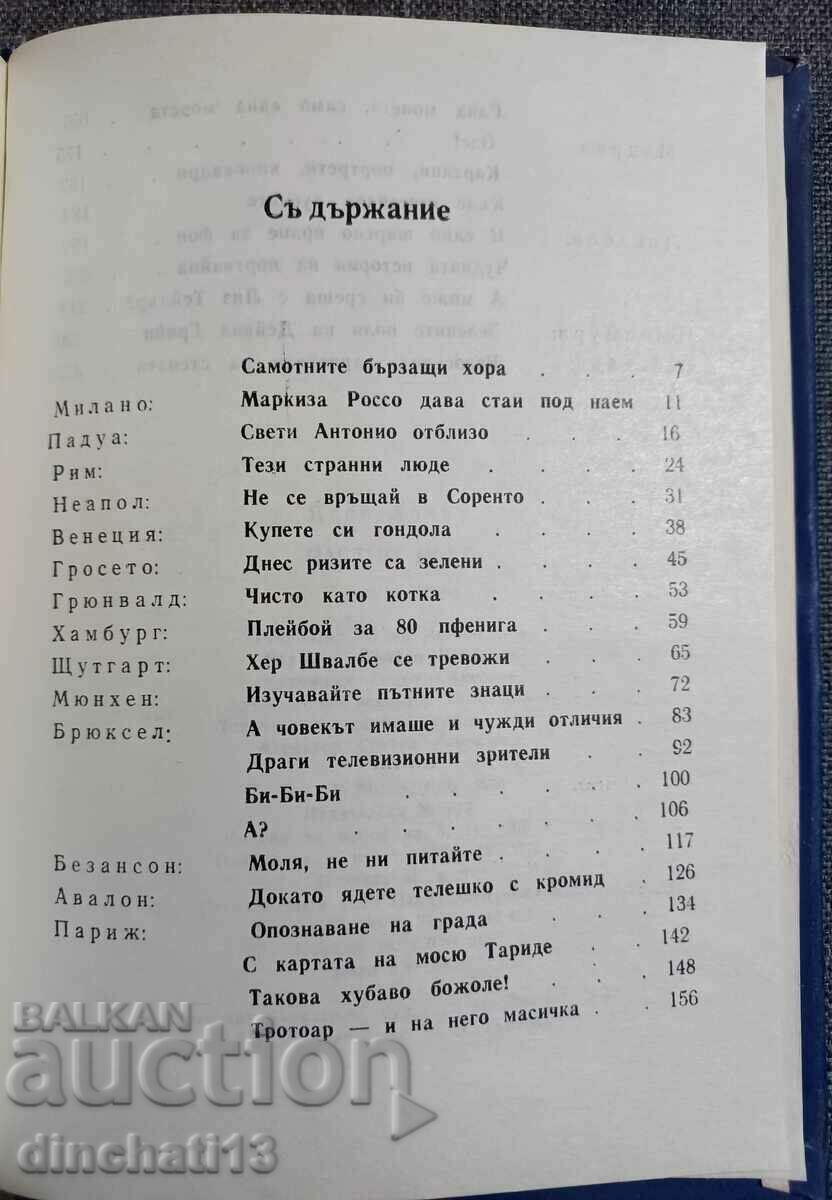 Съ държание
Самотните бързащи хора . . . 7
Милано: Маркиза Россо дава стаи под наем 11
Падуа: Свети Антонио отблизо . . . 16
Рим: Тези странни люде . . . . 24
Неапол: Не се връщай в Соренто . . . 31
Венеция: Купете си гондола . . . . 38
Гросето: Днес ризите са зелени . . . . 45
Грюнвалд: Чисто като котка . . . . 53
Хамбург: Плейбой за 80 пфенига . . . 59
Щутгарт: Хер Швалбе се тревожи . . . 65
Мюнхен: Изучавайте пътните знаци . . . 72
Брюксел: А човекът имаше и чужди отличия . 83
Драги телевизионни зрители . . 92
Би-Би-Би . . . . . . 100
А? . . . . . . . 106
Безансон: Моля, не ни питайте . . . . 117
Авалон: Докато ядете телешко с кромид . 126
Париж: Опознаване на града . . . 134
С картата на мосю Тариде . . 142
Такова хубаво божоле! . . . 148
Тротоар — и на него масичка . . 156
BALKAN
auction
dinchati13